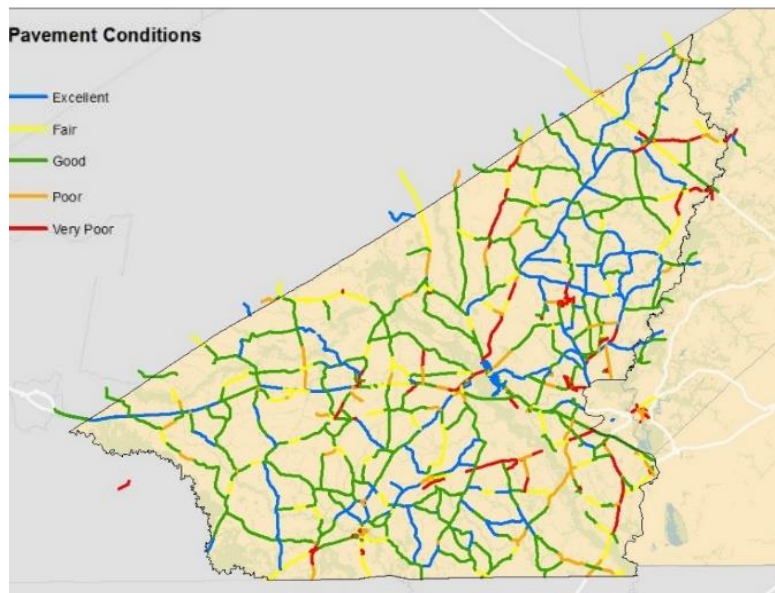 Pavement Conditions
Excellent
Fair
Good
Poor
Very Poor